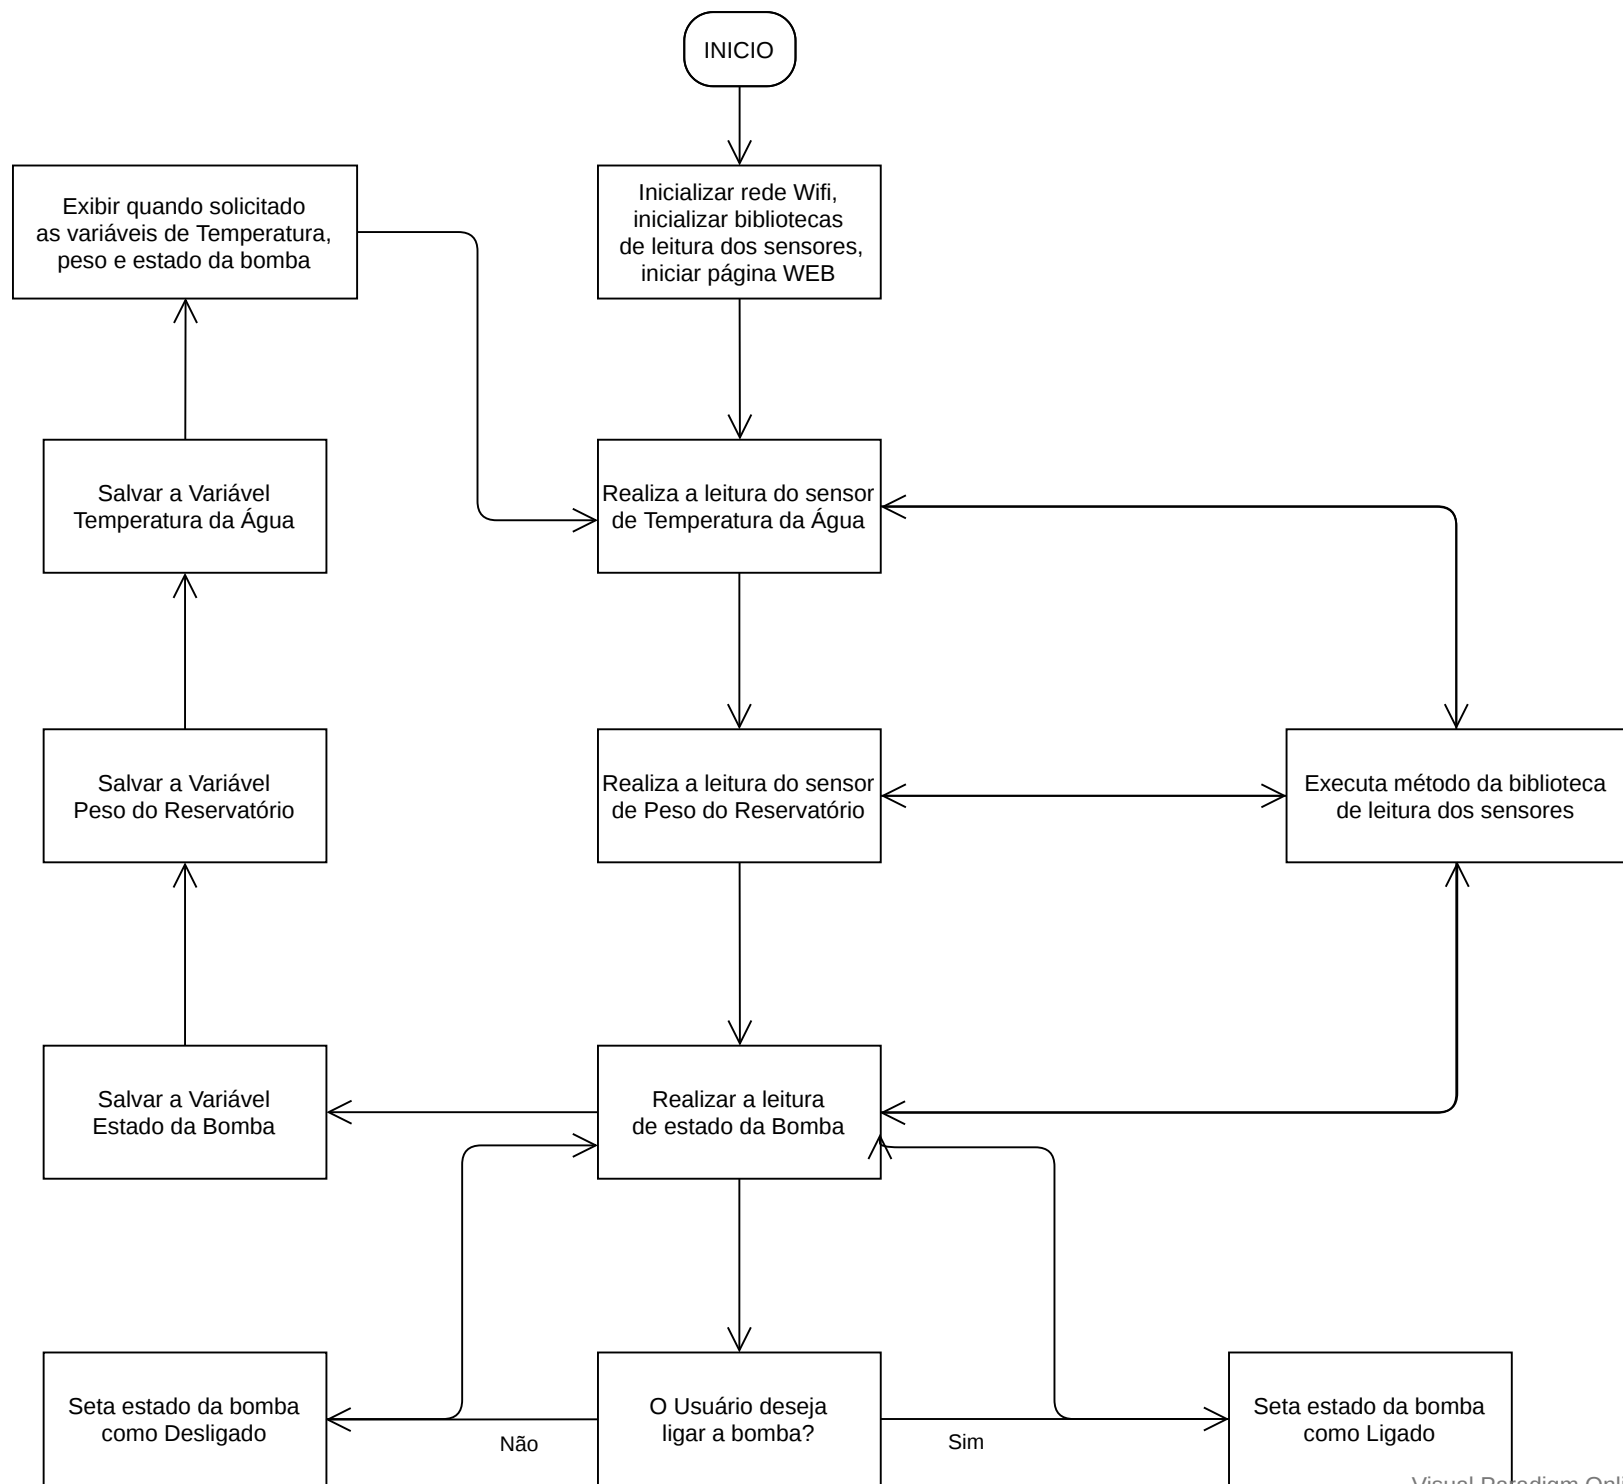 INICIO
Exibir quando solicitado
as variáveis de Temperatura,
peso e estado da bomba
Inicializar rede Wifi,
inicializar bibliotecas
de leitura dos sensores,
iniciar página WEB
Salvar a Variável
Temperatura da Água
Realiza a leitura do sensor
de Temperatura da Água
Salvar a Variável
Peso do Reservatório
Realiza a leitura do sensor
de Peso do Reservatório
Executa método da biblioteca
de leitura dos sensores
Salvar a Variável
Estado da Bomba
Realizar a leitura
de estado da Bomba
Seta estado da bomba
como Desligado
Não
O Usuário deseja
ligar a bomba?
Sim
Seta estado da bomba
como Ligado
Visual Paradigm